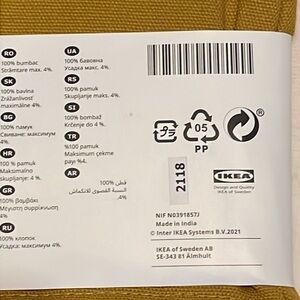 RO
100% bumbac
Strâmtare max. 4%.
SK
100% bavlna
Zrážanlivosť
maximálne 4%.
BG
100% памук
Свиване: максимум
4%.
HR
100 % pamuk
Maksimalno
skupljanje: 4 %.
GR
100% βαμβάκι
Μέγιστη συρρίκνωση
4%
RU
100% хлопок
Усадка: максимум 4%.
UA
100% бавовна
Усадка макс. 4%.
RS
100% pamuk
Skupljanje maks. 4%.
SI
100% bombaž
Krčenje do 4 %.
TR
%100 pamuk
Maksimum çekme
payı %4.
AR
قطن 100%
النسبة القصوى للانكماش
4%.
05
PP
®
2118
IKEA
Design and Quality
IKEA of Sweden
NIF N0391857J
Made in India
© Inter IKEA Systems B.V. 2021
IKEA of Sweden AB
SE-343 81 Älmhult